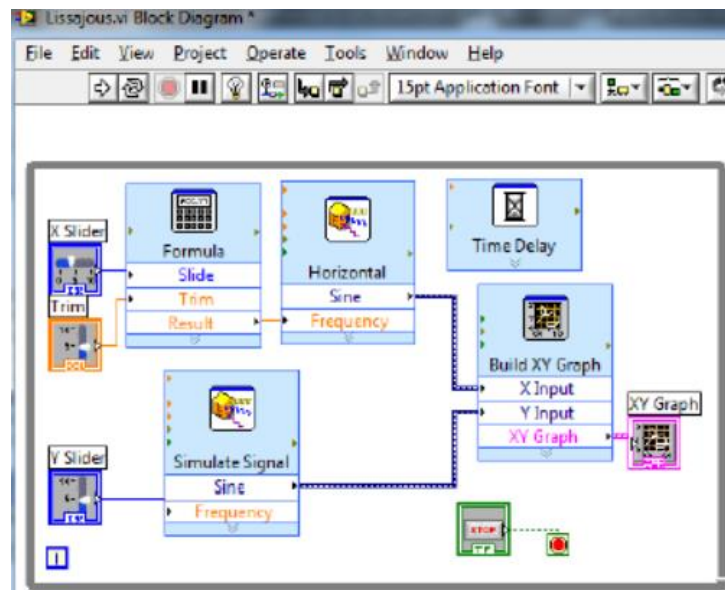 Lissajous.vi Block Diagram *
File Edit View Project Operate Tools Window Help
15pt Application Font
X Slider
Trim
Formula
Slide
Trim
Result
Horizontal
Sine
Frequency
Time Delay
Build XY Graph
X Input
Y Input
XY Graph
XY Graph
Y Slider
Simulate Signal
Sine
Frequency
STOP
TF
i